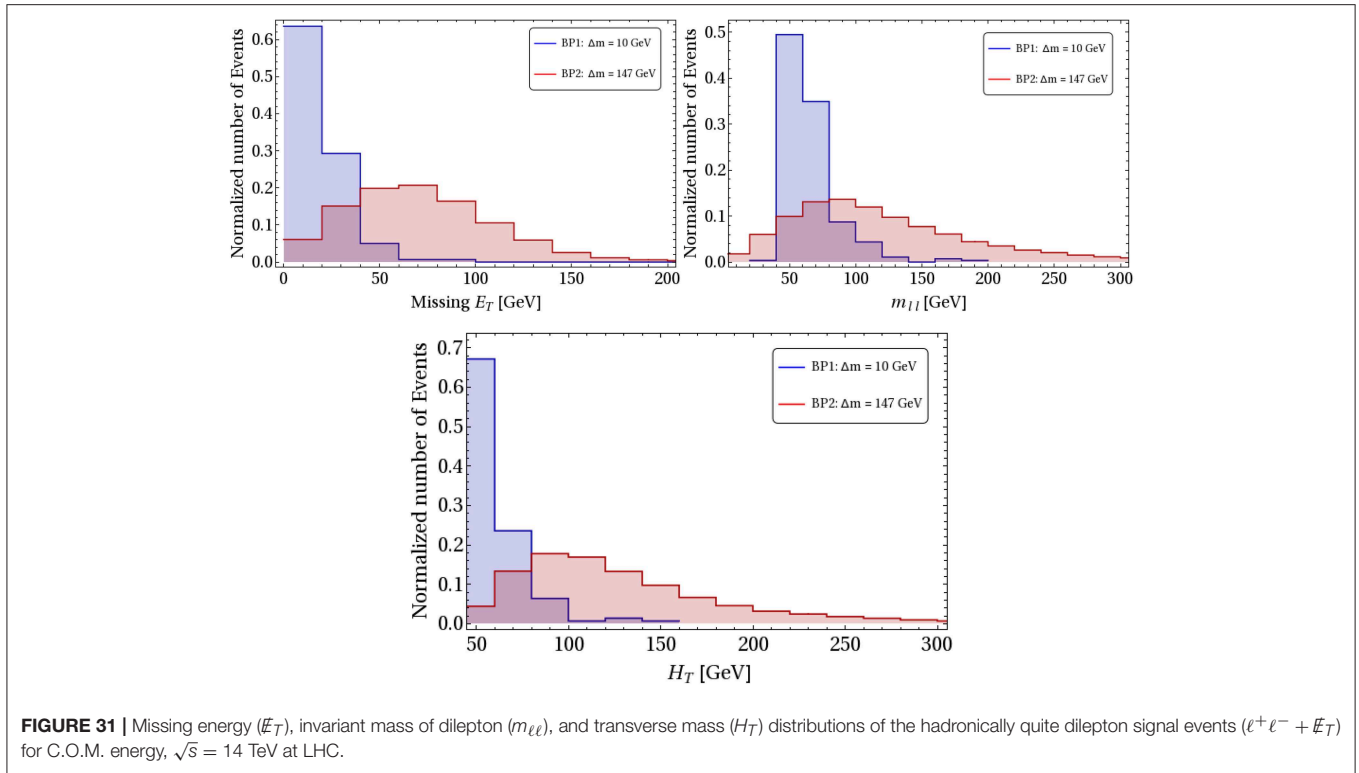 Normalized number of Events
0.6
0.5
0.4
0.3
0.2
0.1
0.0
BP1: Δm = 10 GeV
BP2: Δm = 147 GeV
0 50 100 150 200
Missing E_T [GeV]
Normalized number of Events
0.5
0.4
0.3
0.2
0.1
0.0
BP1: Δm = 10 GeV
BP2: Δm = 147 GeV
50 100 150 200 250 300
m_ll [GeV]
Normalized number of Events
0.7
0.6
0.5
0.4
0.3
0.2
0.1
0.0
BP1: Δm = 10 GeV
BP2: Δm = 147 GeV
50 100 150 200 250 300
H_T [GeV]
FIGURE 31 | Missing energy (E̸_T), invariant mass of dilepton (m_ℓℓ), and transverse mass (H_T) distributions of the hadronically quite dilepton signal events (ℓ⁺ℓ⁻ + E̸_T)
for C.O.M. energy, √s = 14 TeV at LHC.